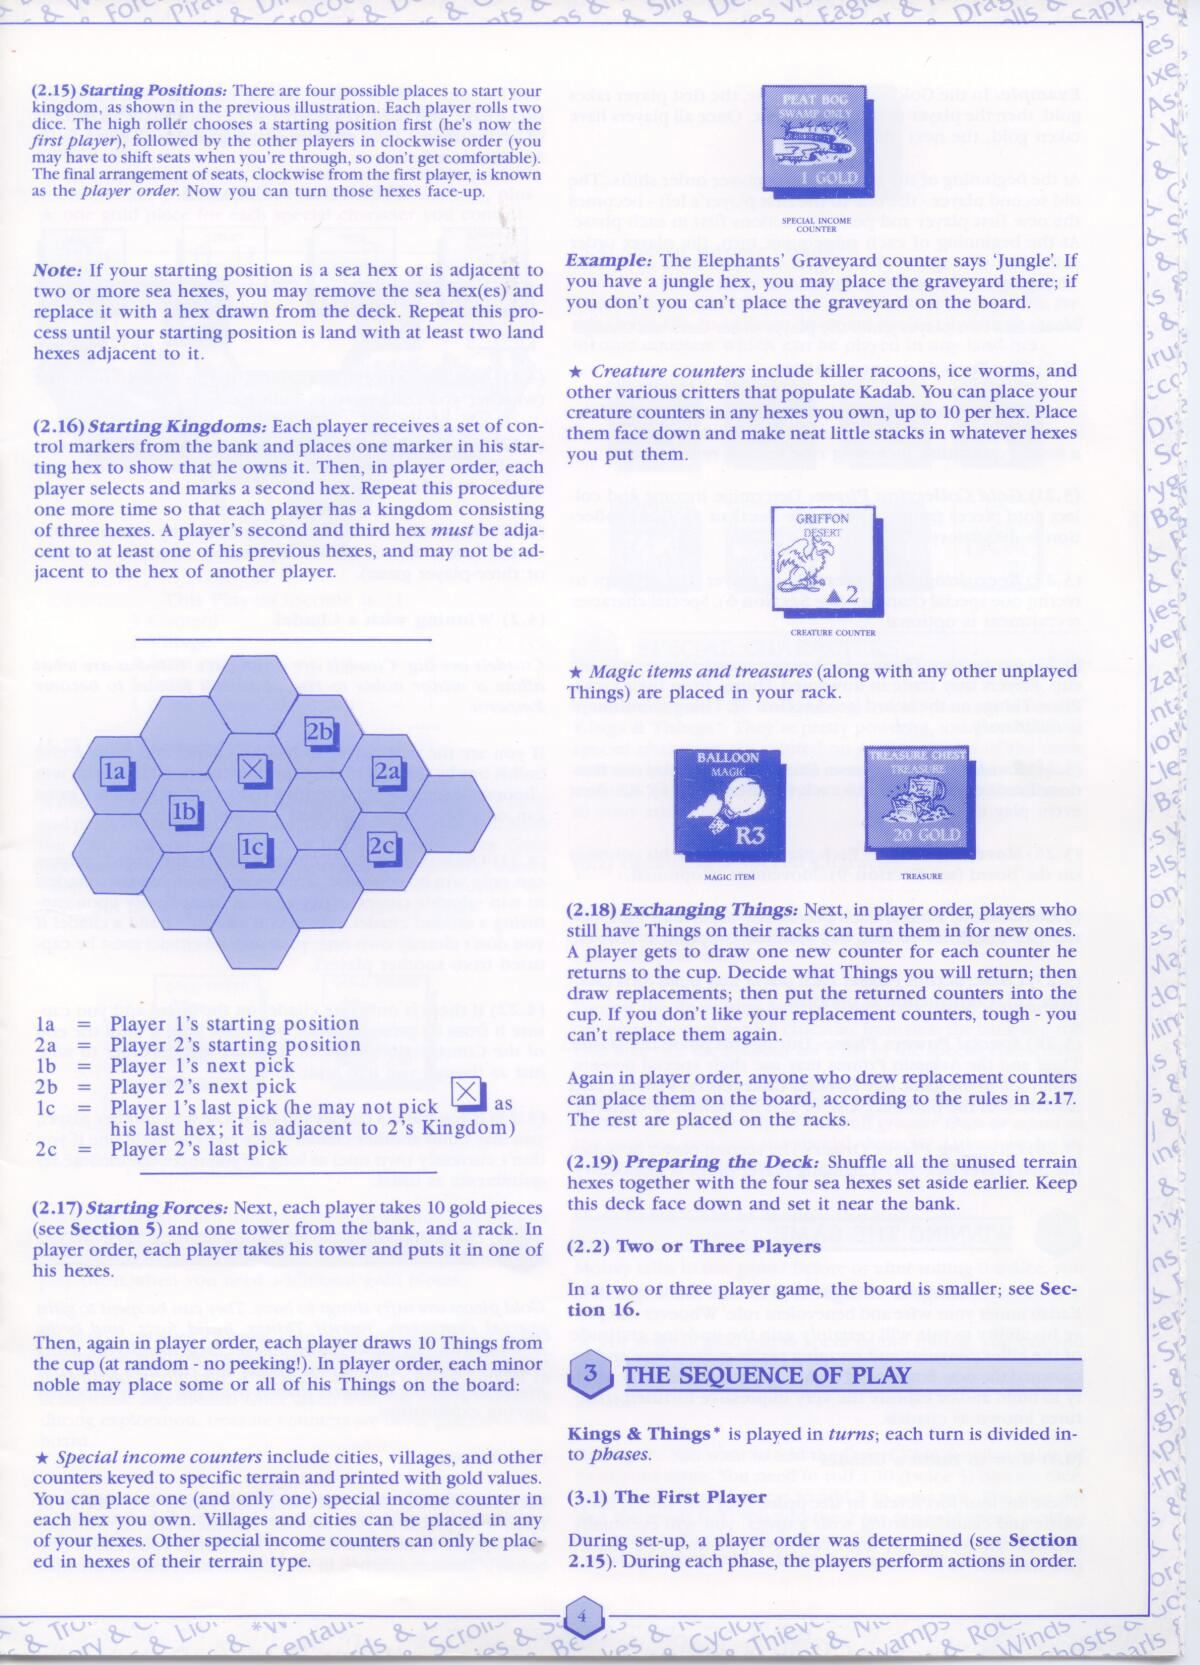 (2.15) Starting Positions: There are four possible places to start your
kingdom, as shown in the previous illustration. Each player rolls two
dice. The high roller chooses a starting position first (he's now the
first player), followed by the other players in clockwise order (you
may have to shift seats when you're through, so don't get comfortable).
The final arrangement of seats, clockwise from the first player, is known
as the player order. Now you can turn those hexes face-up.
Note: If your starting position is a sea hex or is adjacent to
two or more sea hexes, you may remove the sea hex(es) and
replace it with a hex drawn from the deck. Repeat this pro-
cess until your starting position is land with at least two land
hexes adjacent to it.
(2.16) Starting Kingdoms: Each player receives a set of con-
trol markers from the bank and places one marker in his star-
ting hex to show that he owns it. Then, in player order, each
player selects and marks a second hex. Repeat this procedure
one more time so that each player has a kingdom consisting
of three hexes. A player's second and third hex must be adja-
cent to at least one of his previous hexes, and may not be ad-
jacent to the hex of another player.
2b
1a
2a
1b
1c
2c
1a = Player 1's starting position
2a = Player 2's starting position
1b = Player 1's next pick
2b = Player 2's next pick
1c = Player 1's last pick (he may not pick as
his last hex; it is adjacent to 2's Kingdom)
2c = Player 2's last pick
(2.17) Starting Forces: Next, each player takes 10 gold pieces
(see Section 5) and one tower from the bank, and a rack. In
player order, each player takes his tower and puts it in one of
his hexes.
Then, again in player order, each player draws 10 Things from
the cup (at random - no peeking!). In player order, each minor
noble may place some or all of his Things on the board:
★ Special income counters include cities, villages, and other
counters keyed to specific terrain and printed with gold values.
You can place one (and only one) special income counter in
each hex you own. Villages and cities can be placed in any
of your hexes. Other special income counters can only be plac-
ed in hexes of their terrain type.
PEAT BOG
SWAMP ONLY
1 GOLD
SPECIAL INCOME
COUNTER
Example: The Elephants' Graveyard counter says 'Jungle'. If
you have a jungle hex, you may place the graveyard there; if
you don't you can't place the graveyard on the board.
★ Creature counters include killer racoons, ice worms, and
other various critters that populate Kadab. You can place your
creature counters in any hexes you own, up to 10 per hex. Place
them face down and make neat little stacks in whatever hexes
you put them.
GRIFFON
DESERT
▲2
CREATURE COUNTER
★ Magic items and treasures (along with any other unplayed
Things) are placed in your rack.
BALLOON
MAGIC
R3
MAGIC ITEM
TREASURE CHEST
TREASURE
20 GOLD
TREASURE
(2.18) Exchanging Things: Next, in player order, players who
still have Things on their racks can turn them in for new ones.
A player gets to draw one new counter for each counter he
returns to the cup. Decide what Things you will return; then
draw replacements; then put the returned counters into the
cup. If you don't like your replacement counters, tough - you
can't replace them again.
Again in player order, anyone who drew replacement counters
can place them on the board, according to the rules in 2.17.
The rest are placed on the racks.
(2.19) Preparing the Deck: Shuffle all the unused terrain
hexes together with the four sea hexes set aside earlier. Keep
this deck face down and set it near the bank.
(2.2) Two or Three Players
In a two or three player game, the board is smaller; see Sec-
tion 16.
3 THE SEQUENCE OF PLAY
Kings & Things* is played in turns; each turn is divided in-
to phases.
(3.1) The First Player
During set-up, a player order was determined (see Section
2.15). During each phase, the players perform actions in order.
4